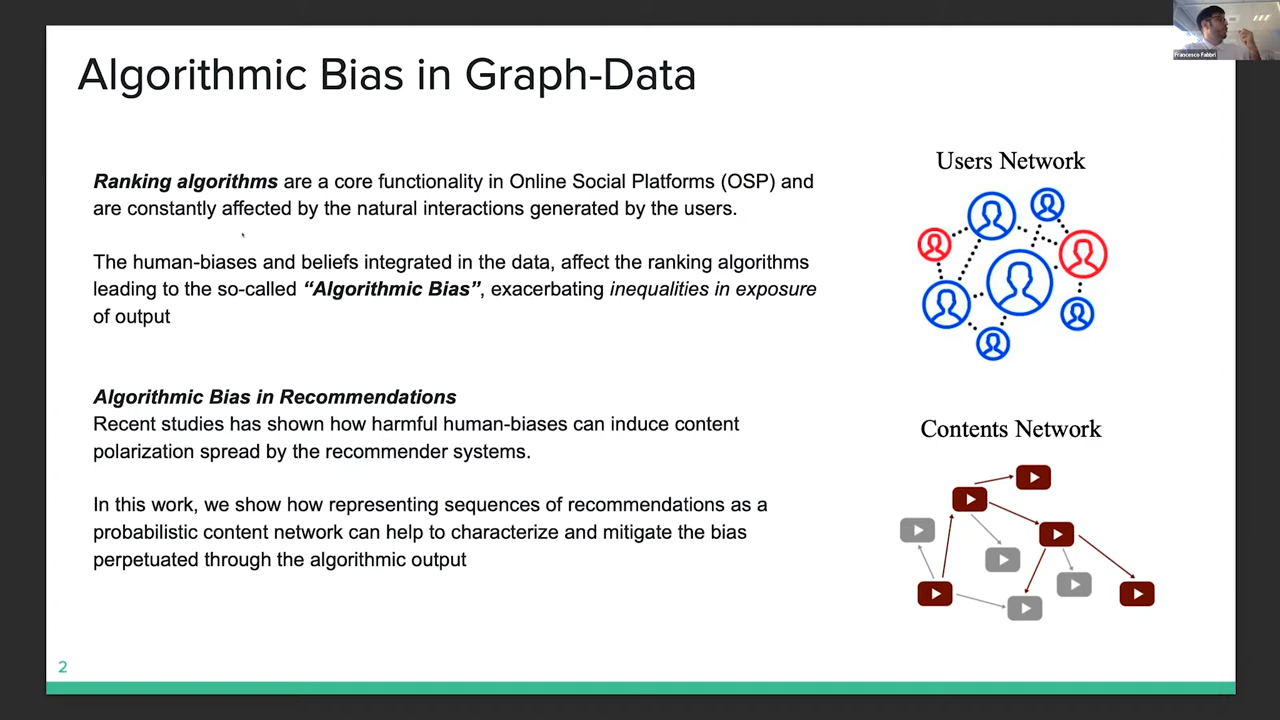 Algorithmic Bias in Graph-Data
Francesco Fabbri
Ranking algorithms are a core functionality in Online Social Platforms (OSP) and
are constantly affected by the natural interactions generated by the users.
The human-biases and beliefs integrated in the data, affect the ranking algorithms
leading to the so-called “Algorithmic Bias”, exacerbating inequalities in exposure
of output
Algorithmic Bias in Recommendations
Recent studies has shown how harmful human-biases can induce content
polarization spread by the recommender systems.
In this work, we show how representing sequences of recommendations as a
probabilistic content network can help to characterize and mitigate the bias
perpetuated through the algorithmic output
Users Network
Contents Network
2